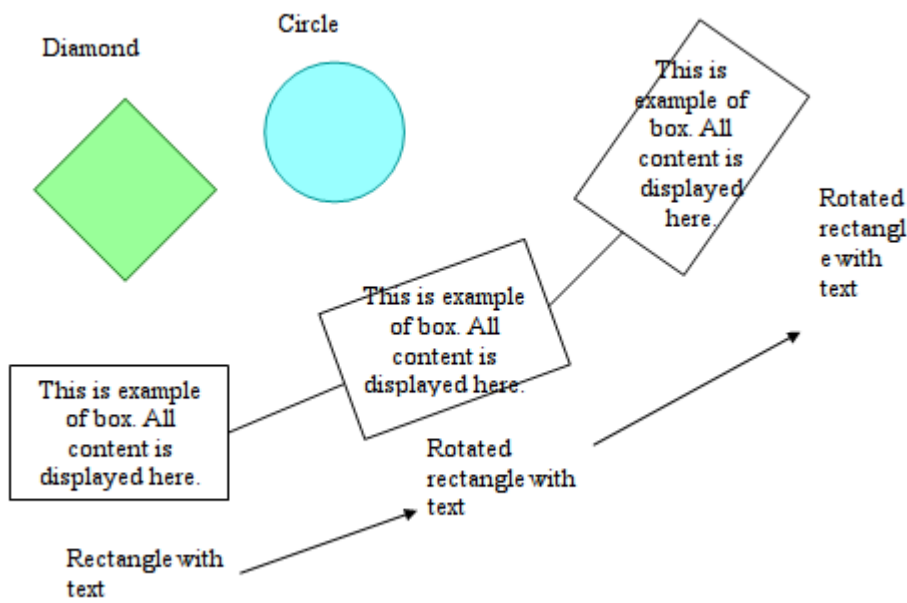 Circle
Diamond
This is
example of
box. All
content is
displayed
here.
Rotated
rectangl
e with
text
This is example
of box. All
content is
displayed here.
This is example
of box. All
content is
displayed here.
Rotated
rectangle with
text
Rectangle with
text